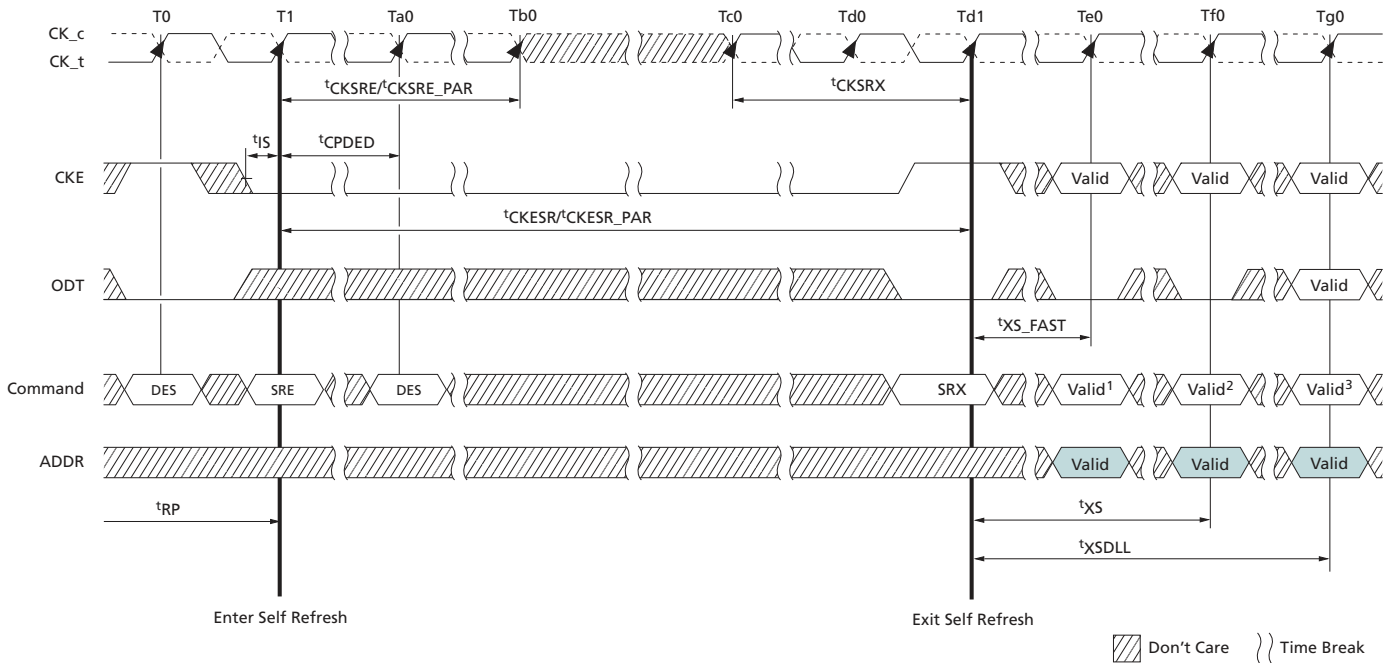 T0 T1 Ta0 Tb0 Tc0 Td0 Td1 Te0 Tf0 Tg0
CK_c
CK_t
tCKSRE/tCKSRE_PAR
tCKSRX
tIS
tCPDED
CKE
Valid Valid Valid
tCKESR/tCKESR_PAR
ODT
Valid
tXS_FAST
Command
DES SRE DES SRX Valid1 Valid2 Valid3
ADDR
Valid Valid Valid
tRP
tXS
tXSDLL
Enter Self Refresh
Exit Self Refresh
Don't Care
Time Break